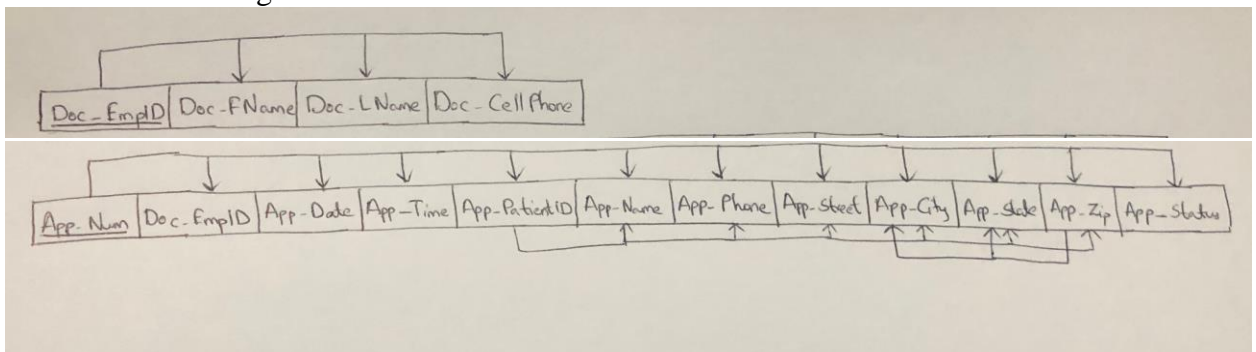 Doc-EmpID Doc-FName Doc-LName Doc-CellPhone
App-Num Doc-EmpID App-Date App-Time App-PatientID App-Name App-Phone App-Street App-City App-State App-Zip App-Status